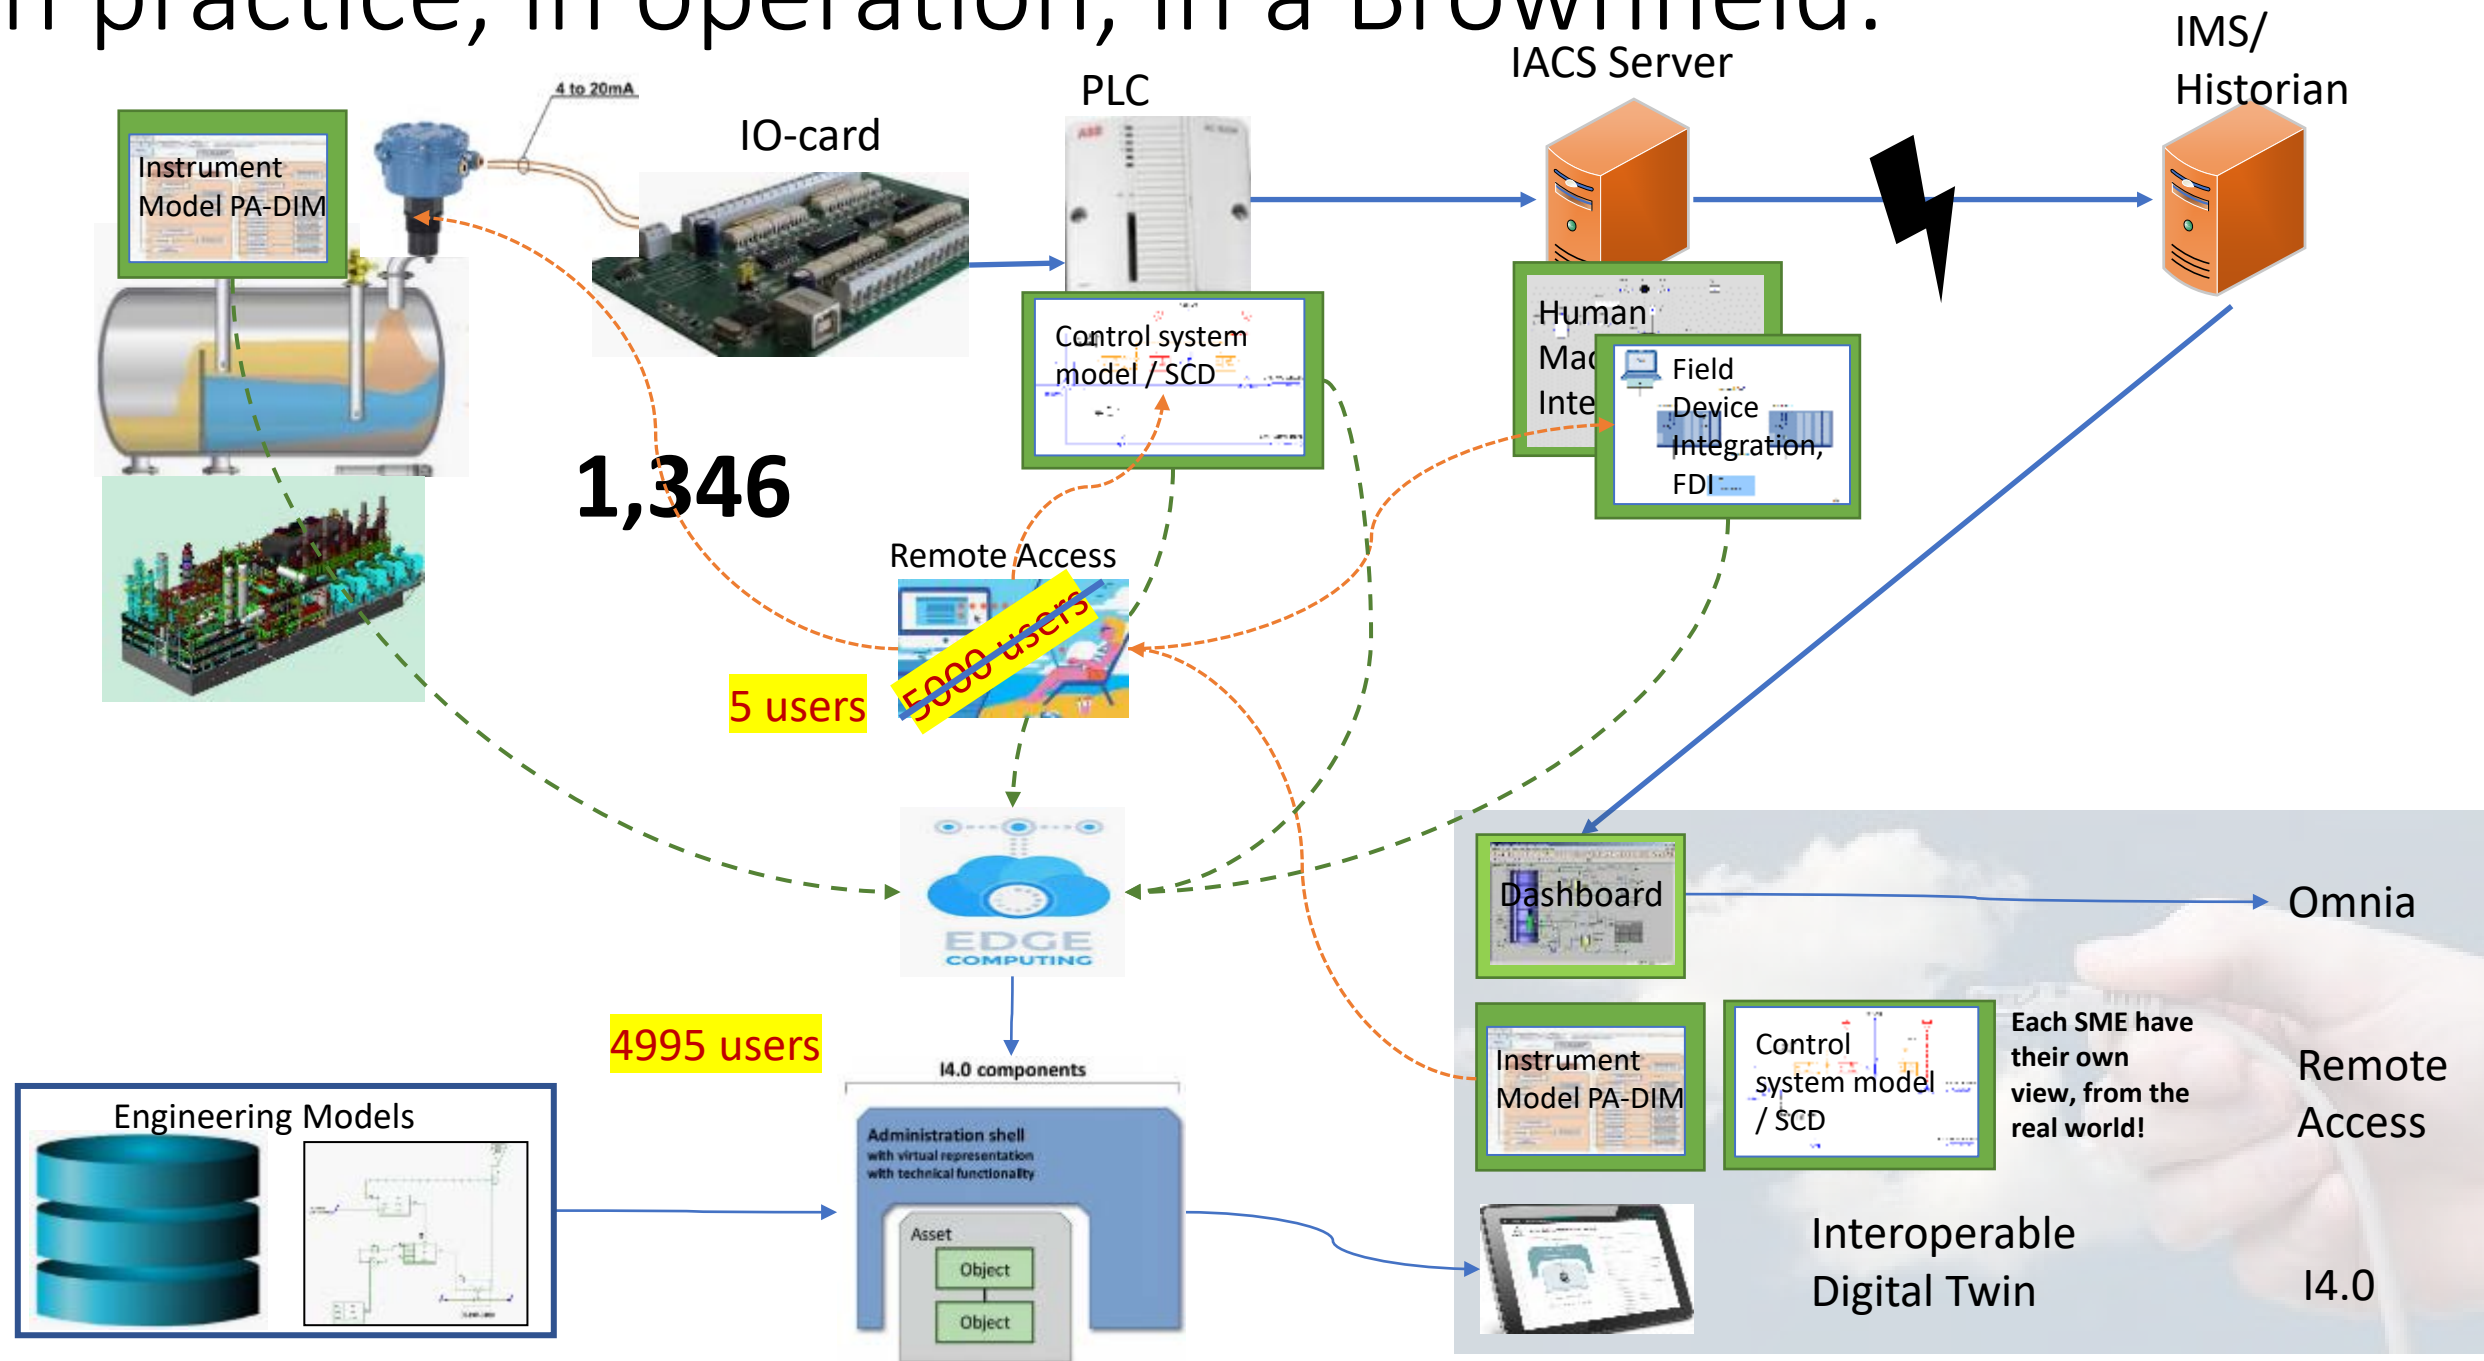 n practice, in operation, in a Brownfield.
IMS/
Historian
IACS Server
PLC
4 to 20mA
IO-card
Instrument
Model PA-DIM
ABB
Human
Mac
Inte
Control system
model / SCD
Field
Device
Integration,
FDI
1,346
Remote Access
5000 users
5 users
EDGE
COMPUTING
Dashboard
Omnia
4995 users
I4.0 components
Each SME have
their own
view, from the
real world!
Instrument
Model PA-DIM
Control
system model
/ SCD
Remote
Access
Engineering Models
Administration shell
with virtual representation
with technical functionality
Asset
Object
Object
Interoperable
Digital Twin
I4.0